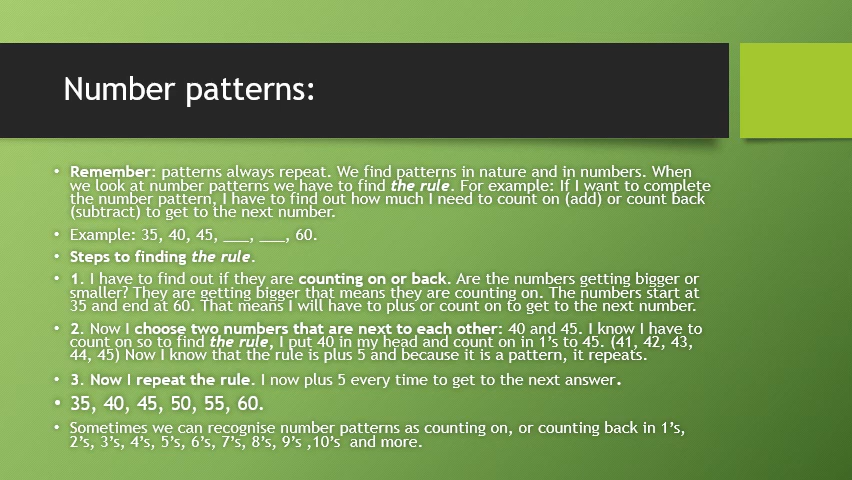 Number patterns:
• Remember: patterns always repeat. We find patterns in nature and in numbers. When
we look at number patterns we have to find the rule. For example: If I want to complete
the number pattern, I have to find out how much I need to count on (add) or count back
(subtract) to get to the next number.
• Example: 35, 40, 45, ___, ___, 60.
• Steps to finding the rule.
• 1. I have to find out if they are counting on or back. Are the numbers getting bigger or
smaller? They are getting bigger that means they are counting on. The numbers start at
35 and end at 60. That means I will have to plus or count on to get to the next number.
• 2. Now I choose two numbers that are next to each other: 40 and 45. I know I have to
count on so to find the rule, I put 40 in my head and count on in 1’s to 45. (41, 42, 43,
44, 45) Now I know that the rule is plus 5 and because it is a pattern, it repeats.
• 3. Now I repeat the rule. I now plus 5 every time to get to the next answer.
• 35, 40, 45, 50, 55, 60.
• Sometimes we can recognise number patterns as counting on, or counting back in 1’s,
2’s, 3’s, 4’s, 5’s, 6’s, 7’s, 8’s, 9’s ,10’s and more.